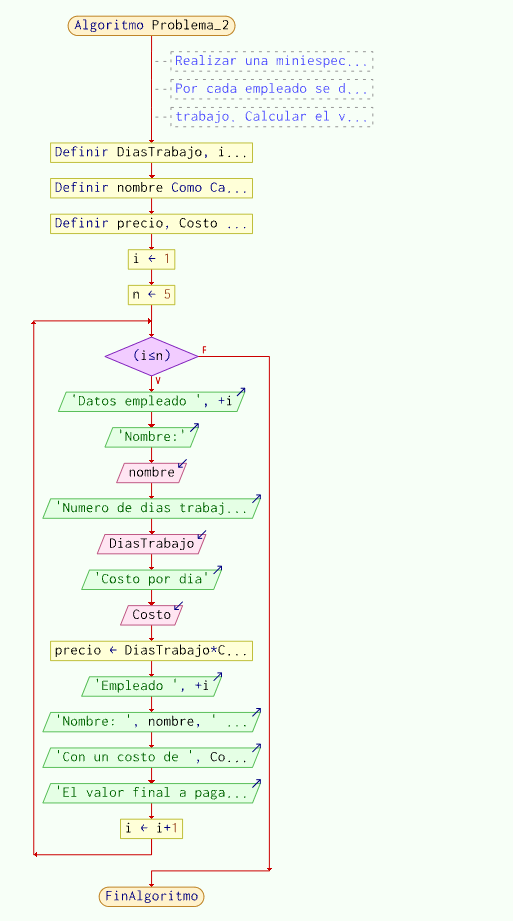 Algoritmo Problema_2
Realizar una miniespec...
Por cada empleado se d...
trabajo. Calcular el v...
Definir DiasTrabajo, i...
Definir nombre Como Ca...
Definir precio, Costo ...
i ← 1
n ← 5
(i≤n)
F
V
'Datos empleado ', +i
'Nombre:'
nombre
'Numero de dias trabaj...
DiasTrabajo
'Costo por dia'
Costo
precio ← DiasTrabajo*C...
'Empleado ', +i
'Nombre: ', nombre, ' ...
'Con un costo de ', Co...
'El valor final a paga...
i ← i+1
FinAlgoritmo